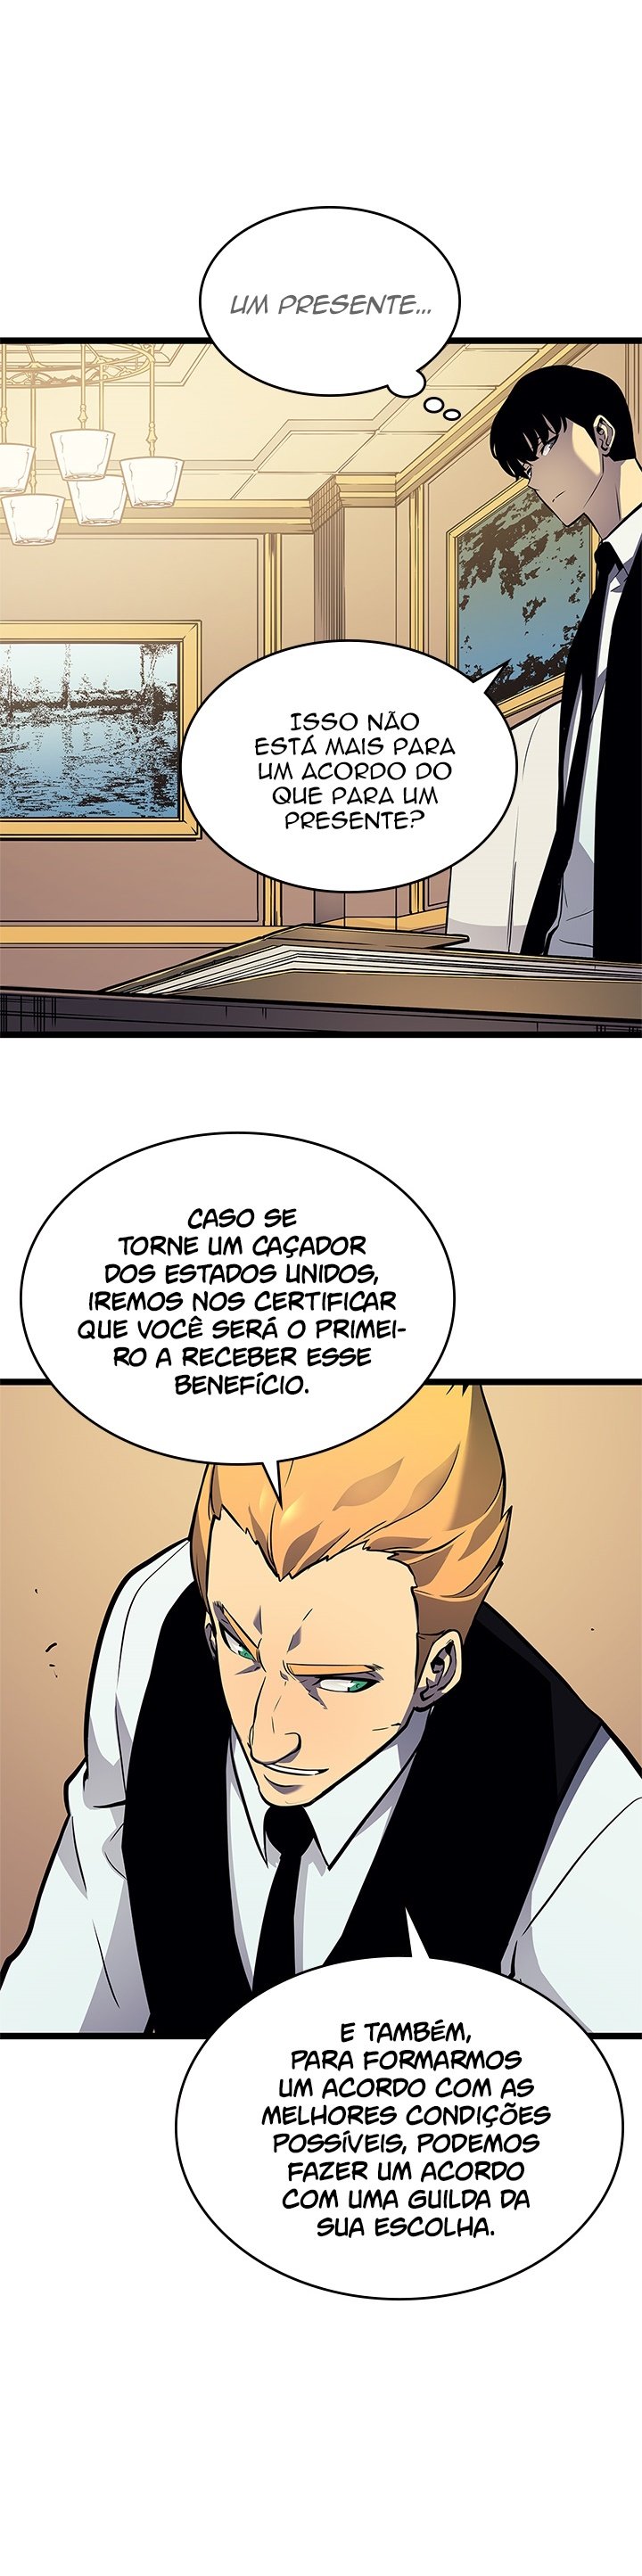 UM PRESENTE...
ISSO NÃO
ESTÁ MAIS PARA
UM ACORDO DO
QUE PARA UM
PRESENTE?
CASO SE
TORNE UM CAÇADOR
DOS ESTADOS UNIDOS,
IREMOS NOS CERTIFICAR
QUE VOCÊ SERÁ O PRIMEI-
RO A RECEBER ESSE
BENEFÍCIO.
E TAMBÉM,
PARA FORMARMOS
UM ACORDO COM AS
MELHORES CONDIÇÕES
POSSÍVEIS, PODEMOS
FAZER UM ACORDO
COM UMA GUILDA DA
SUA ESCOLHA.